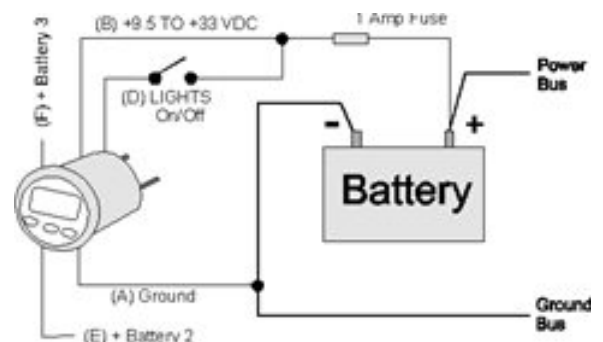 (B) +9.5 TO +33 VDC
1 Amp Fuse
(F) + Battery 3
(D) LIGHTS
On/Off
Power
Bus
- +
Battery
(A) Ground
Ground
Bus
(E) + Battery 2